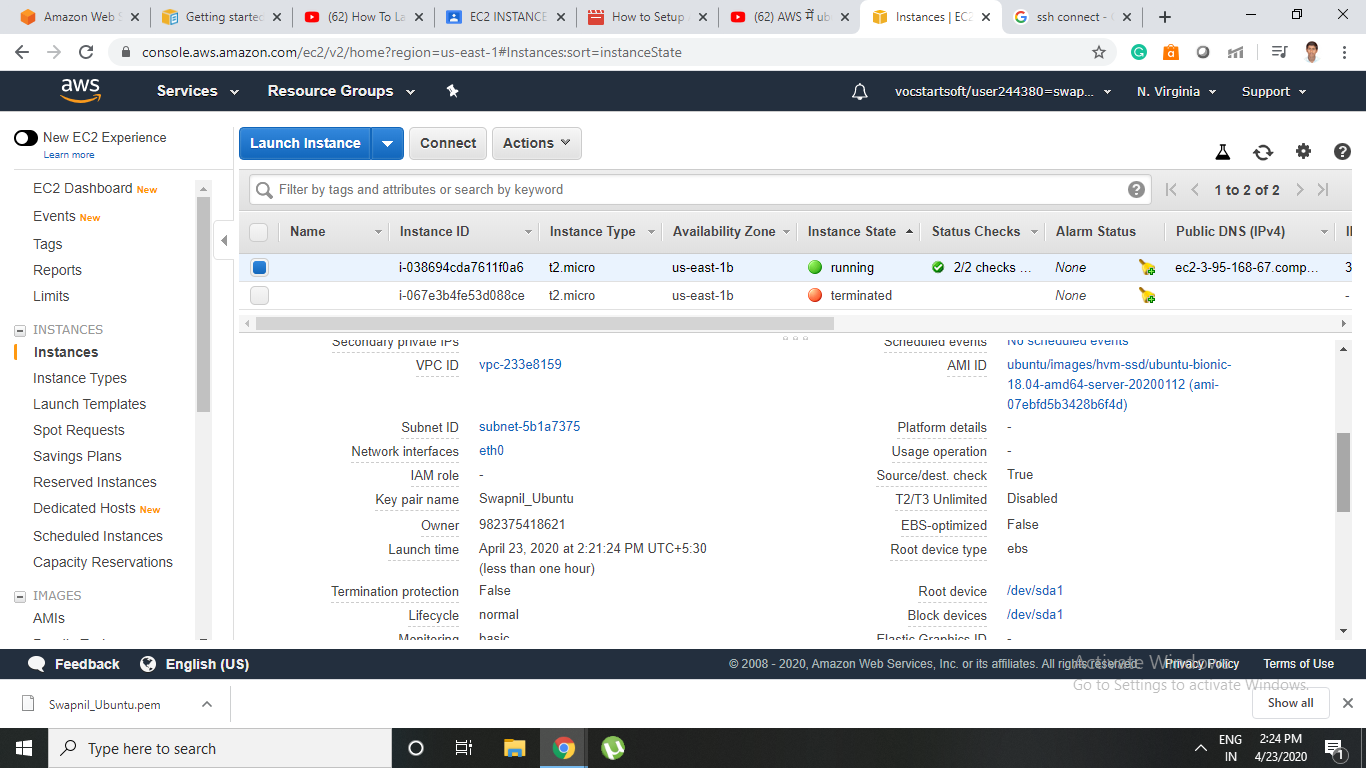 Amazon Web S
Getting started
(62) How To La
EC2 INSTANCE
How to Setup
(62) AWS में ub
Instances | EC
ssh connect -
console.aws.amazon.com/ec2/v2/home?region=us-east-1#Instances:sort=instanceState
aws
Services
Resource Groups
vocstartsoft/user244380=swap...
N. Virginia
Support
New EC2 Experience
Learn more
Launch Instance
Connect
Actions
EC2 Dashboard New
Events New
Tags
Reports
Limits
INSTANCES
Instances
Instance Types
Launch Templates
Spot Requests
Savings Plans
Reserved Instances
Dedicated Hosts New
Scheduled Instances
Capacity Reservations
IMAGES
AMIs
Filter by tags and attributes or search by keyword
1 to 2 of 2
Name Instance ID Instance Type Availability Zone Instance State Status Checks Alarm Status Public DNS (IPv4)
i-038694cda7611f0a6 t2.micro us-east-1b running 2/2 checks ... None ec2-3-95-168-67.comp... 3
i-067e3b4fe53d088ce t2.micro us-east-1b terminated None -
Secondary private IPs
VPC ID vpc-233e8159
Subnet ID subnet-5b1a7375
Network interfaces eth0
IAM role -
Key pair name Swapnil_Ubuntu
Owner 982375418621
Launch time April 23, 2020 at 2:21:24 PM UTC+5:30
(less than one hour)
Termination protection False
Lifecycle normal
Monitoring basic
Scheduled events No scheduled events
AMI ID ubuntu/images/hvm-ssd/ubuntu-bionic-
18.04-amd64-server-20200112 (ami-
07ebfd5b3428b6f4d)
Platform details -
Usage operation -
Source/dest. check True
T2/T3 Unlimited Disabled
EBS-optimized False
Root device type ebs
Root device /dev/sda1
Block devices /dev/sda1
Elastic Graphics ID -
Feedback
English (US)
© 2008 - 2020, Amazon Web Services, Inc. or its affiliates. All rights reserved.
Privacy Policy
Terms of Use
Activate Windows
Go to Settings to activate Windows.
Swapnil_Ubuntu.pem
Show all
Type here to search
ENG
IN
2:24 PM
4/23/2020
1